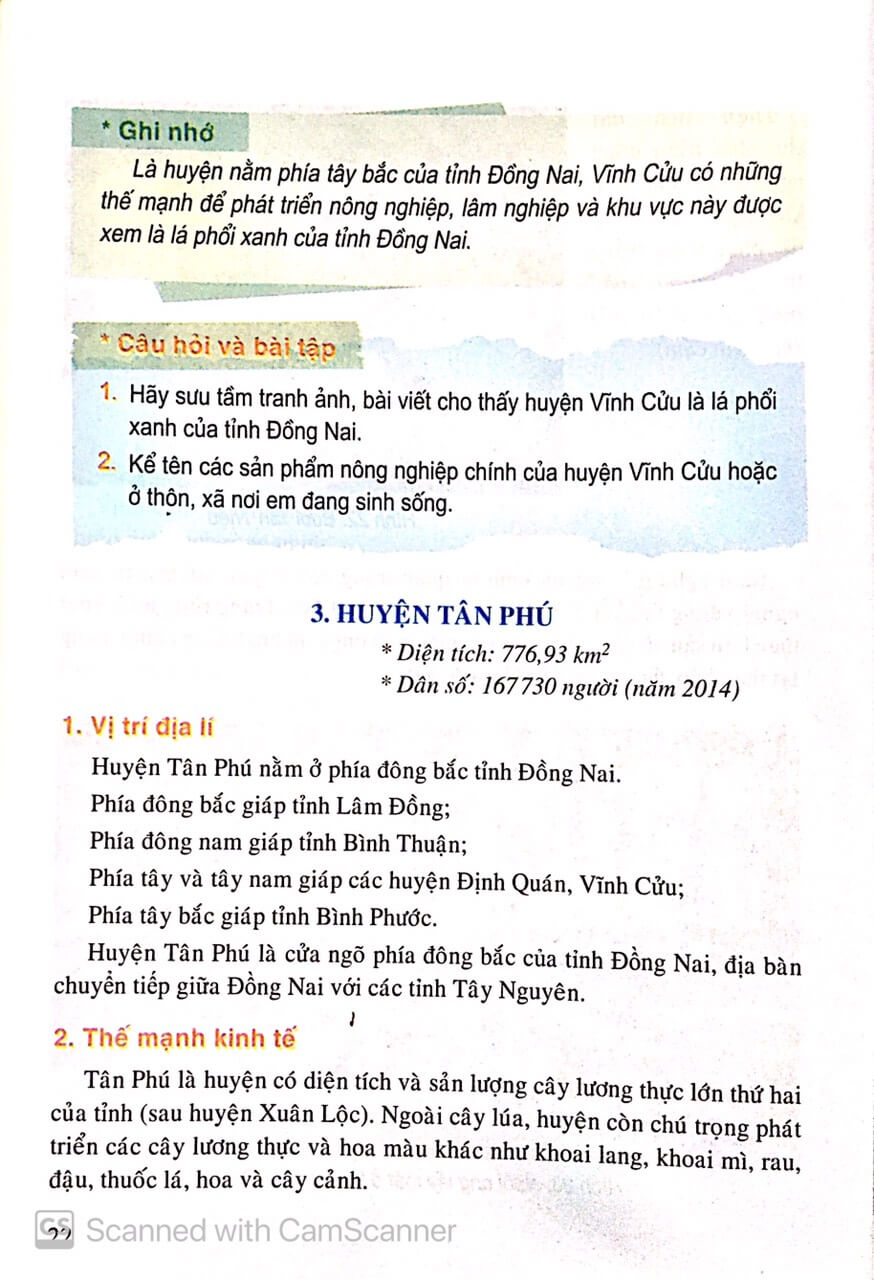 * Ghi nhớ
Là huyện nằm phía tây bắc của tỉnh Đồng Nai, Vĩnh Cửu có những
thế mạnh để phát triển nông nghiệp, lâm nghiệp và khu vực này được
xem là lá phổi xanh của tỉnh Đồng Nai.
* Câu hỏi và bài tập
1. Hãy sưu tầm tranh ảnh, bài viết cho thấy huyện Vĩnh Cửu là lá phổi
xanh của tỉnh Đồng Nai.
2. Kể tên các sản phẩm nông nghiệp chính của huyện Vĩnh Cửu hoặc
ở thôn, xã nơi em đang sinh sống.
3. HUYỆN TÂN PHÚ
* Diện tích: 776,93 km²
* Dân số: 167 730 người (năm 2014)
1. Vị trí địa lí
Huyện Tân Phú nằm ở phía đông bắc tỉnh Đồng Nai.
Phía đông bắc giáp tỉnh Lâm Đồng;
Phía đông nam giáp tỉnh Bình Thuận;
Phía tây và tây nam giáp các huyện Định Quán, Vĩnh Cửu;
Phía tây bắc giáp tỉnh Bình Phước.
Huyện Tân Phú là cửa ngõ phía đông bắc của tỉnh Đồng Nai, địa bàn
chuyển tiếp giữa Đồng Nai với các tỉnh Tây Nguyên.
2. Thế mạnh kinh tế
Tân Phú là huyện có diện tích và sản lượng cây lương thực lớn thứ hai
của tỉnh (sau huyện Xuân Lộc). Ngoài cây lúa, huyện còn chú trọng phát
triển các cây lương thực và hoa màu khác như khoai lang, khoai mì, rau,
đậu, thuốc lá, hoa và cây cảnh.
CS Scanned with CamScanner